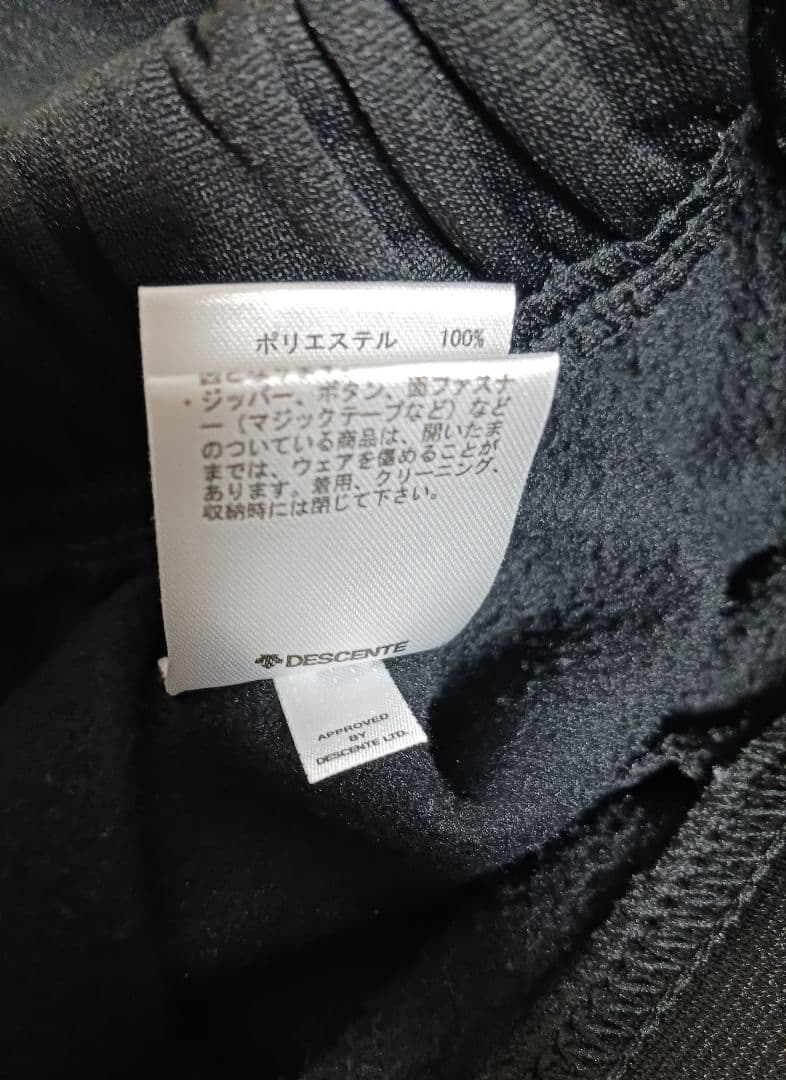 ポリエステル 100%
・ジッパー、ボタン、面ファスナ
ー（マジックテープなど）など
のついている商品は、開いたま
までは、ウェアを傷めることが
あります。着用、クリーニング、
収納時には閉じて下さい。
DESCENTE
APPROVED
BY
DESCENTE LTD.